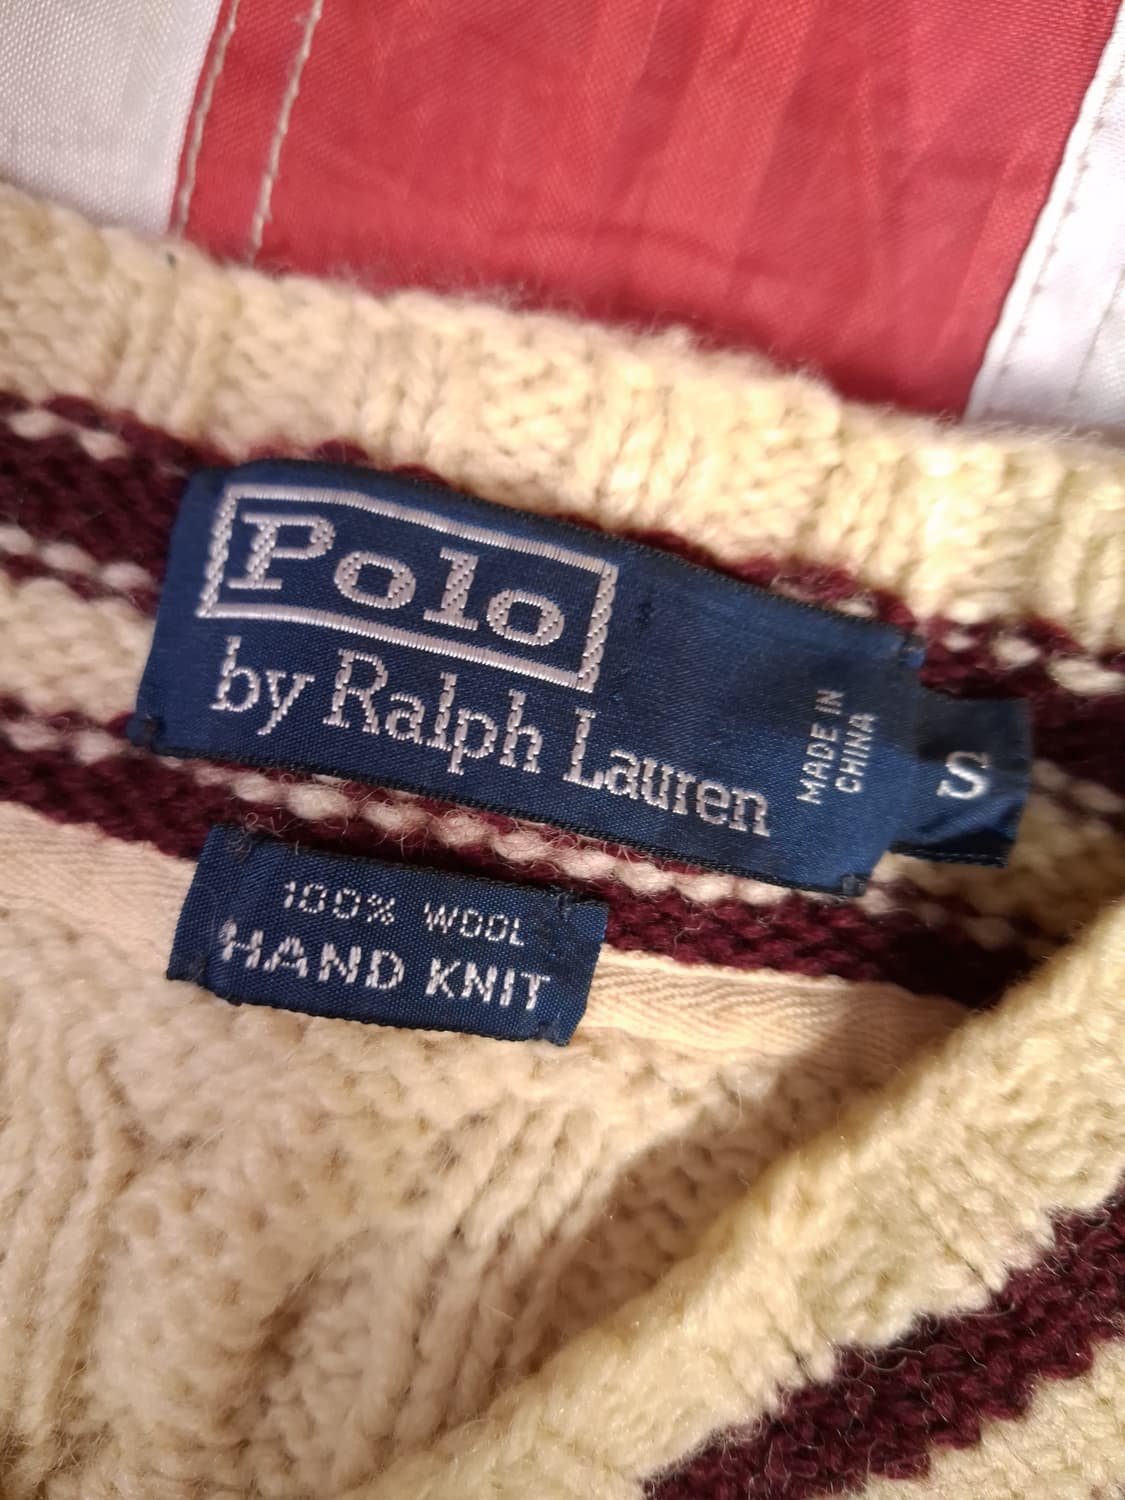 Polo
by Ralph Lauren
MADE IN
CHINA
S
100% WOOL
HAND KNIT